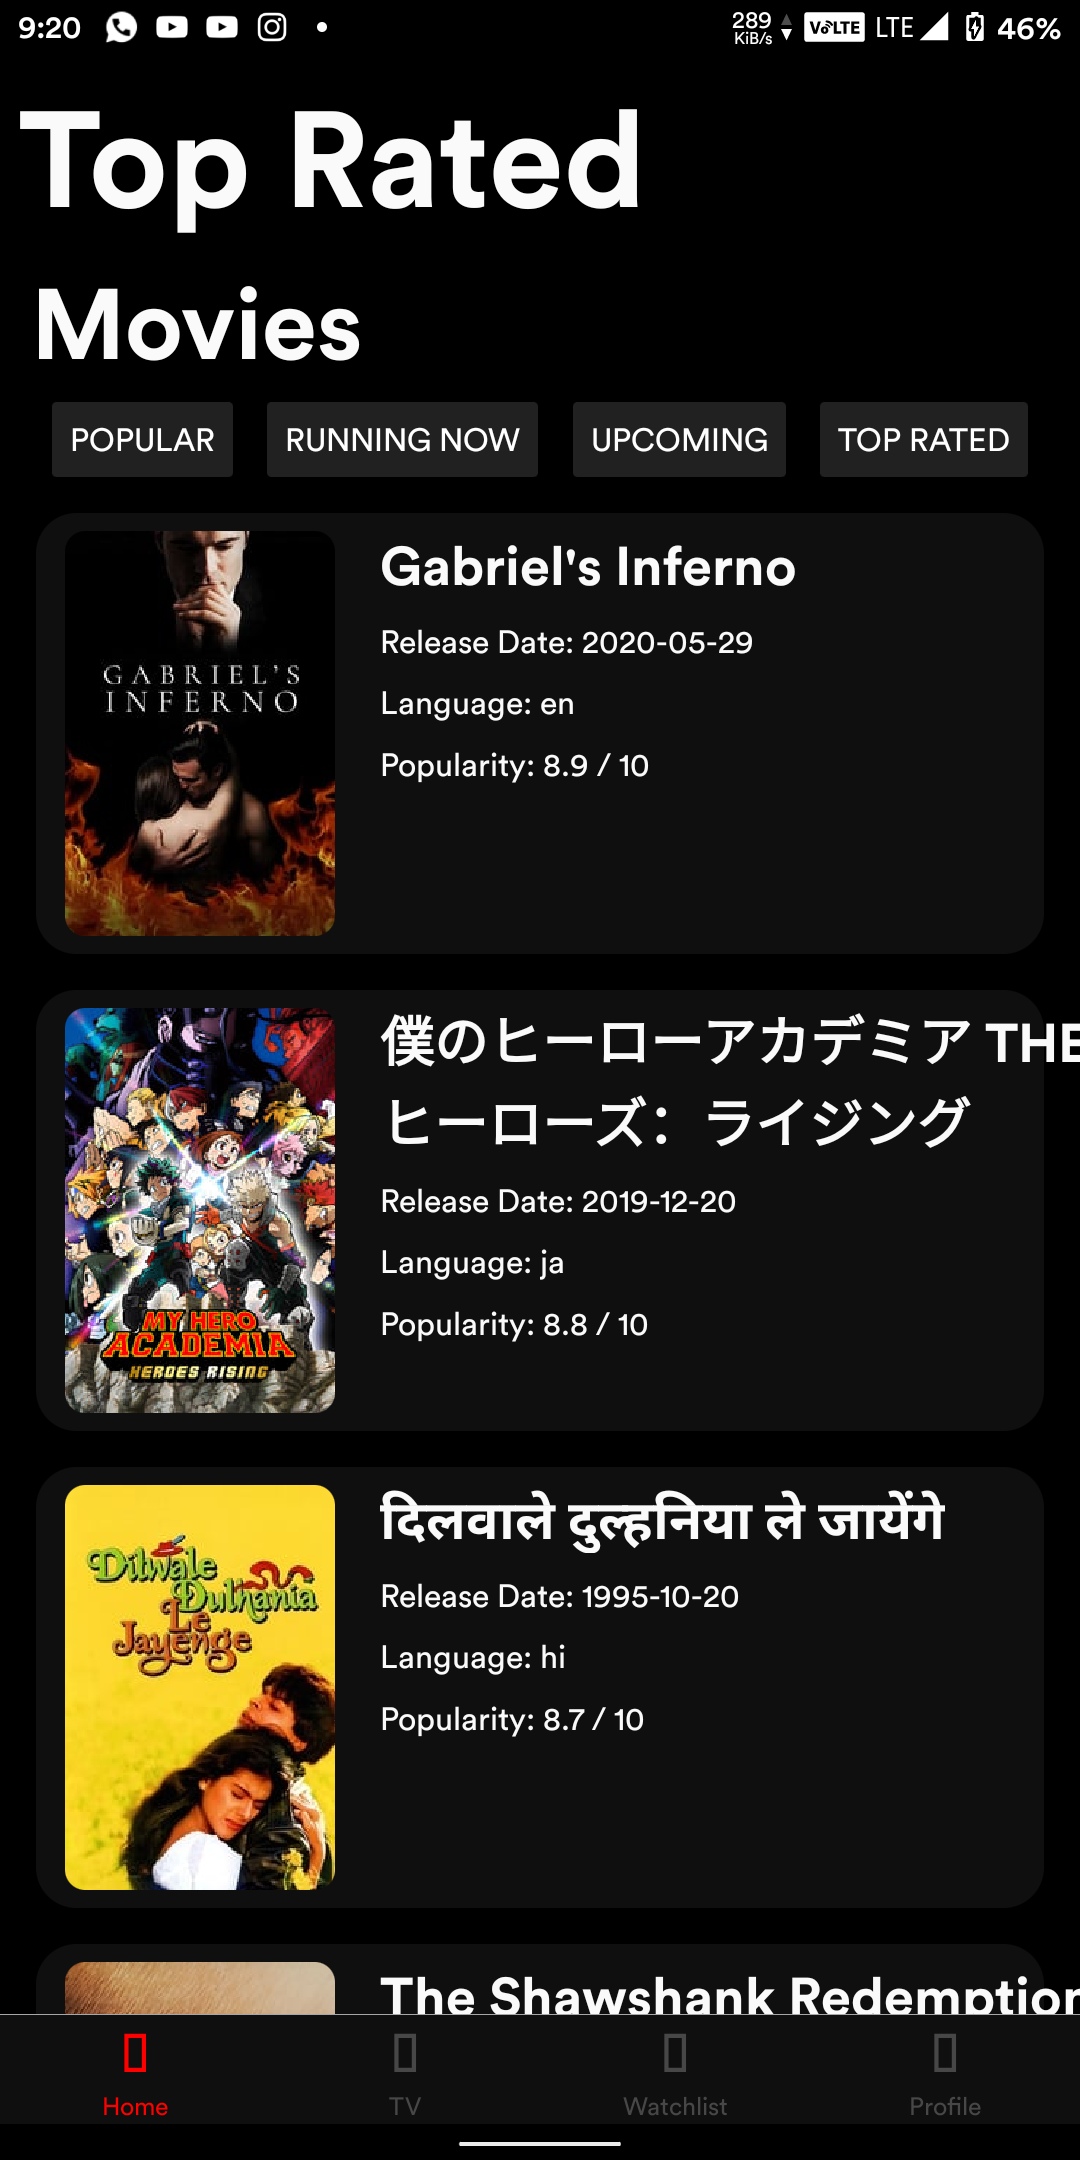 9:20
289 KiB/s VoLTE LTE 46%
Top Rated
Movies
POPULAR RUNNING NOW UPCOMING TOP RATED
GABRIEL'S
INFERNO
Gabriel's Inferno
Release Date: 2020-05-29
Language: en
Popularity: 8.9 / 10
MY HERO
ACADEMIA
HEROES RISING
僕のヒーローアカデミア THE
ヒーローズ：ライジング
Release Date: 2019-12-20
Language: ja
Popularity: 8.8 / 10
Dilwale
Dulhania
Le
Jayenge
दिलवाले दुल्हनिया ले जायेंगे
Release Date: 1995-10-20
Language: hi
Popularity: 8.7 / 10
The Shawshank Redemption
Home TV Watchlist Profile